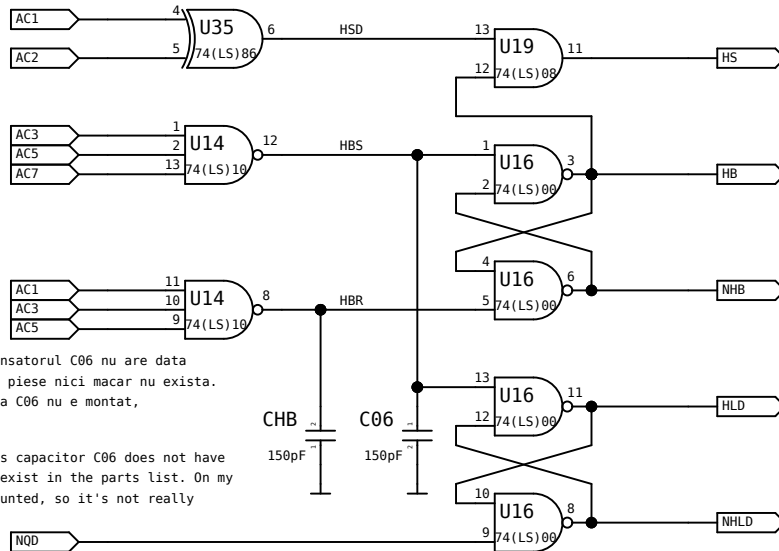 AC1 4 U35 6 HSD 13 U19 11 HS
AC2 5 74(LS)86 12 74(LS)08
AC3 1 U14 12 HBS 1 U16 3 HB
AC5 2
AC7 13 74(LS)10 2 74(LS)00
AC1 11 U14 8 HBR 4 U16 6 NHB
AC3 10
AC5 9 74(LS)10 5 74(LS)00
nsatorul C06 nu are data
piese nici macar nu exista.
a C06 nu e montat,
13 U16 11 HLD
12 74(LS)00
CHB 2 1 150pF
C06 1 2 150pF
s capacitor C06 does not have
exist in the parts list. On my
unted, so it's not really
10 U16 8 NHLD
NQD 9 74(LS)00